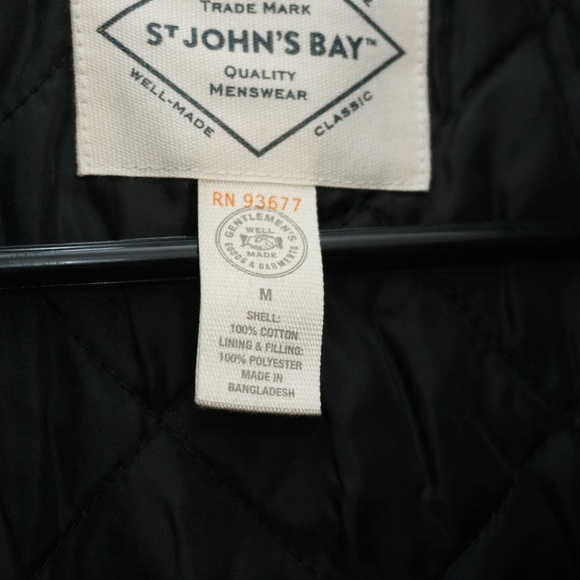 TRADE MARK
ST JOHN'S BAY™
QUALITY
MENSWEAR
WELL-MADE
CLASSIC
RN 93677
GENTLEMEN'S
WELL
MADE
GOODS & GARMENTS
M
SHELL:
100% COTTON
LINING & FILLING:
100% POLYESTER
MADE IN
BANGLADESH